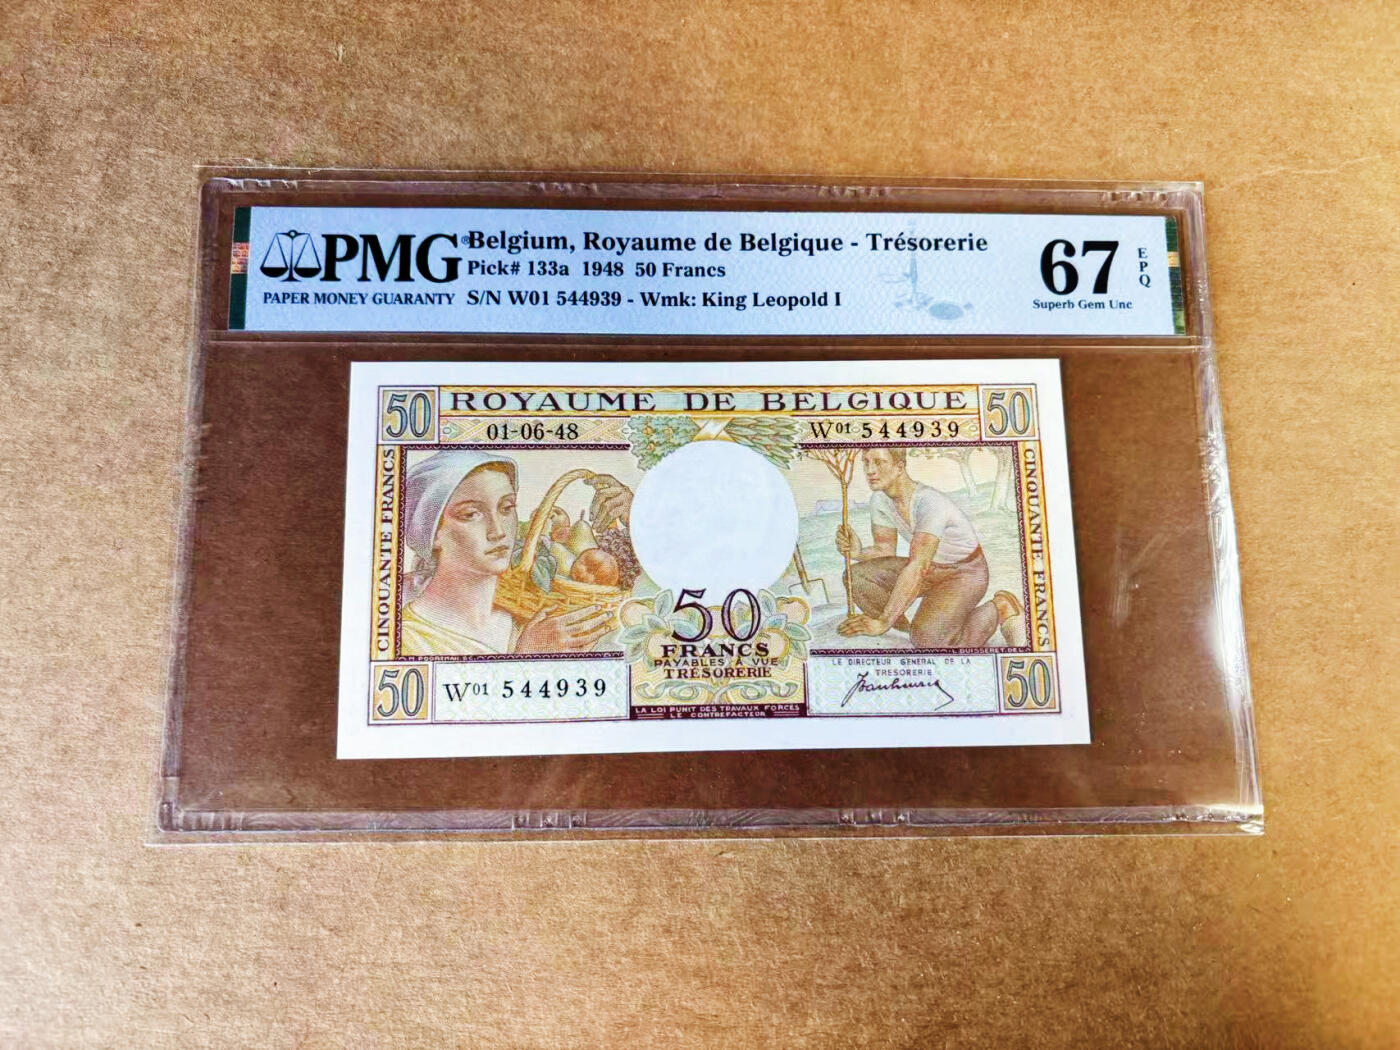 PMG®
PAPER MONEY GUARANTY
Belgium, Royaume de Belgique - Trésorerie
Pick# 133a 1948 50 Francs
S/N W01 544939 - Wmk: King Leopold I
67
EPQ
Superb Gem Unc
50 ROYAUME DE BELGIQUE 50
01-06-48
W01 544939
CINQUANTE FRANCS
CINQUANTE FRANCS
50
FRANCS
PAYABLES À VUE
TRÉSORERIE
L. BUISSERET. DEL.
LE DIRECTEUR GENERAL DE LA
TRESORERIE
50
W01 544939
50
LA LOI PUNIT DES TRAVAUX FORCÉS
LE CONTREFACTEUR